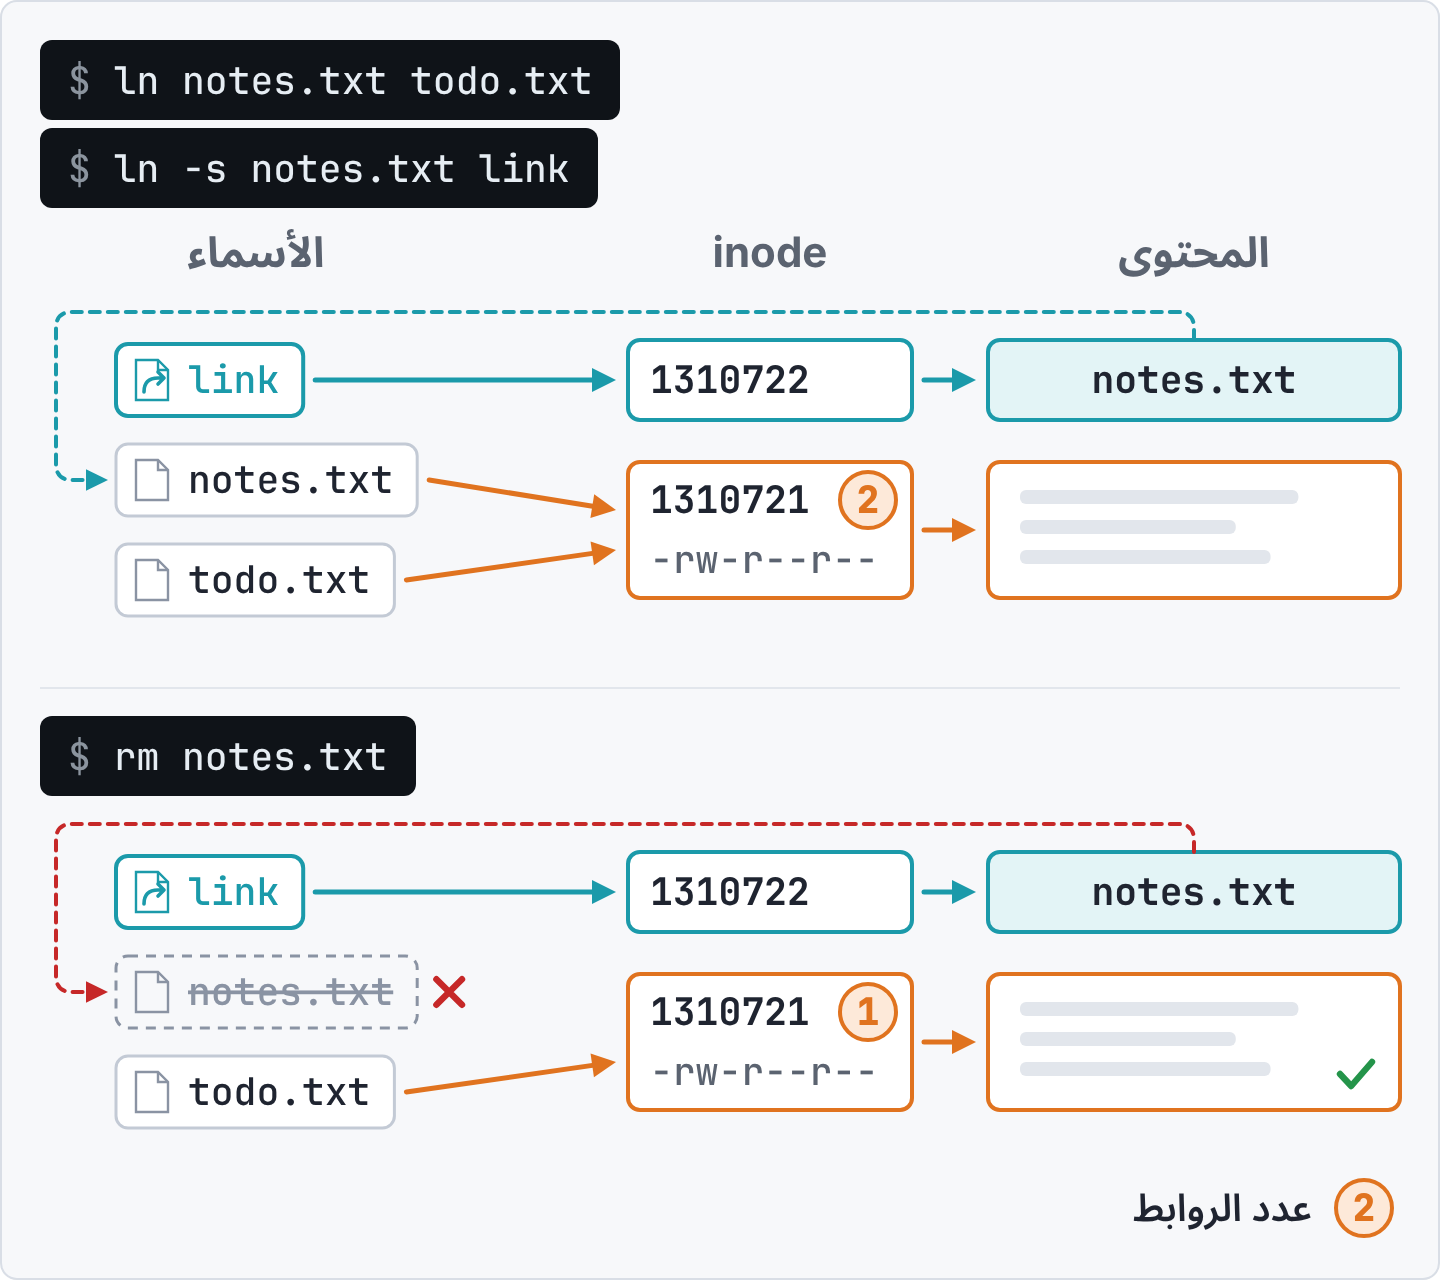 $ ln notes.txt todo.txt
$ ln -s notes.txt link
الأسماء inode المحتوى
link 1310722 notes.txt
notes.txt 1310721 2
-rw-r--r--
todo.txt
$ rm notes.txt
link 1310722 notes.txt
notes.txt 1310721 1
-rw-r--r--
todo.txt
2 عدد الروابط